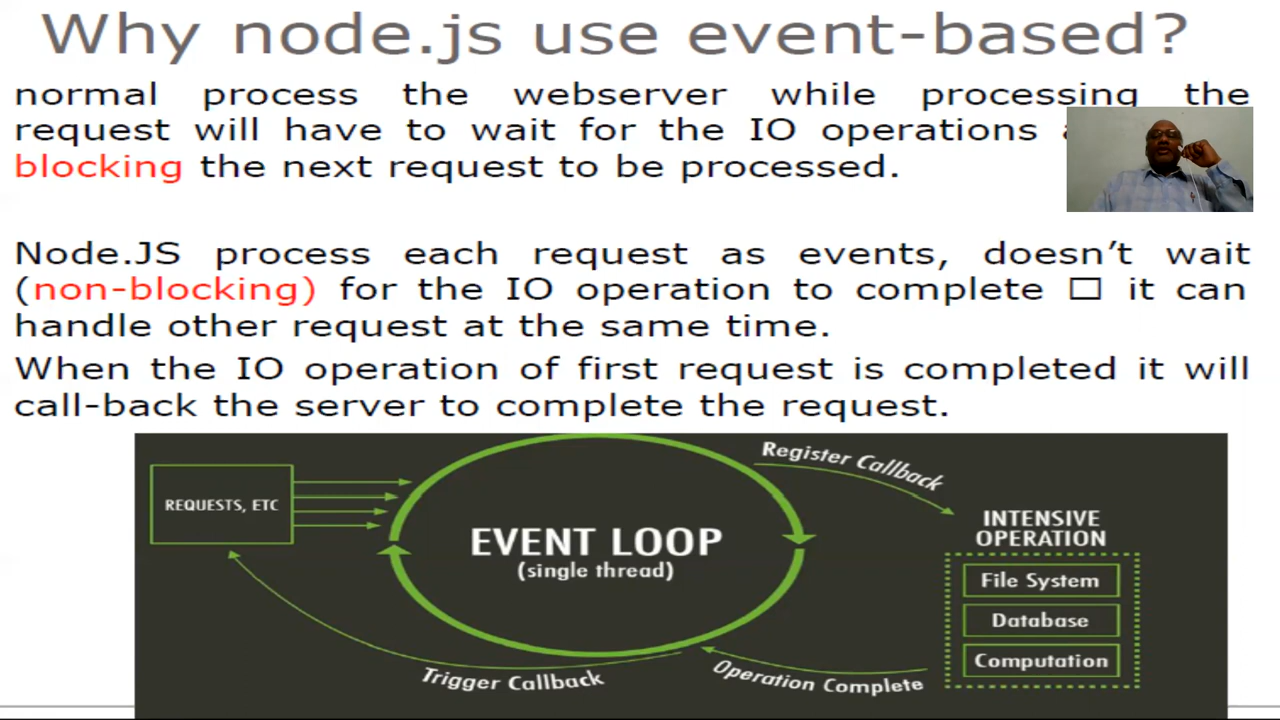 Why node.js use event-based?
normal process the webserver while processing the
request will have to wait for the IO operations
blocking the next request to be processed.
Node.JS process each request as events, doesn't wait
(non-blocking) for the IO operation to complete □ it can
handle other request at the same time.
When the IO operation of first request is completed it will
call-back the server to complete the request.
Register Callback
REQUESTS, ETC
EVENT LOOP
(single thread)
INTENSIVE
OPERATION
File System
Database
Computation
Trigger Callback
Operation Complete